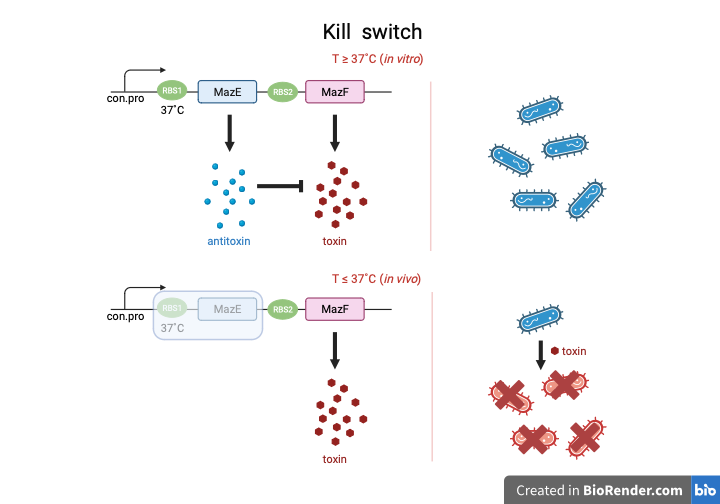 Kill switch
T ≥ 37˚C (in vitro)
con.pro
RBS1
MazE
RBS2
MazF
37˚C
antitoxin
toxin
T ≤ 37˚C (in vivo)
con.pro
RBS1
MazE
RBS2
MazF
37˚C
toxin
toxin
Created in BioRender.com
bio